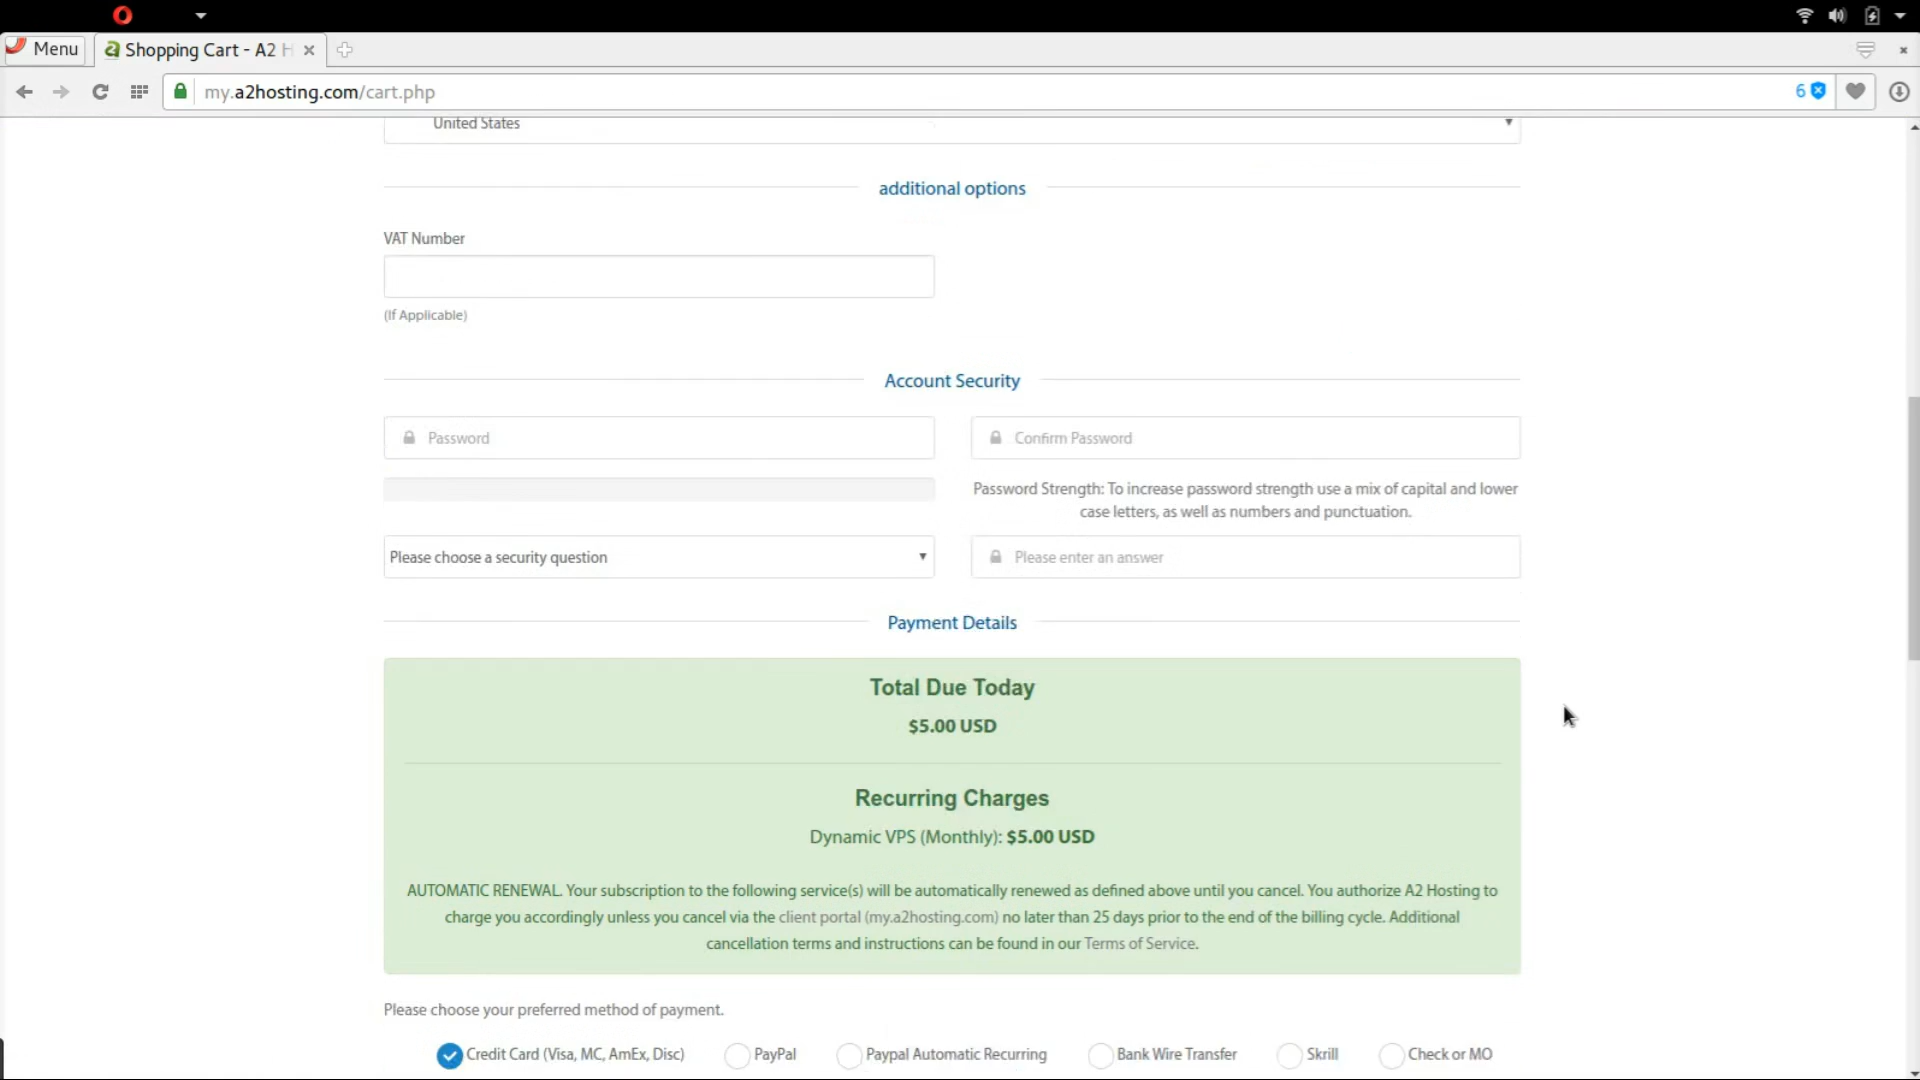 Menu
Shopping Cart - A2 H
my.a2hosting.com/cart.php
6
United States
additional options
VAT Number
(If Applicable)
Account Security
Password
Confirm Password
Password Strength: To increase password strength use a mix of capital and lower
case letters, as well as numbers and punctuation.
Please choose a security question
Please enter an answer
Payment Details
Total Due Today
$5.00 USD
Recurring Charges
Dynamic VPS (Monthly): $5.00 USD
AUTOMATIC RENEWAL. Your subscription to the following service(s) will be automatically renewed as defined above until you cancel. You authorize A2 Hosting to
charge you accordingly unless you cancel via the client portal (my.a2hosting.com) no later than 25 days prior to the end of the billing cycle. Additional
cancellation terms and instructions can be found in our Terms of Service.
Please choose your preferred method of payment.
Credit Card (Visa, MC, AmEx, Disc)
PayPal
Paypal Automatic Recurring
Bank Wire Transfer
Skrill
Check or MO